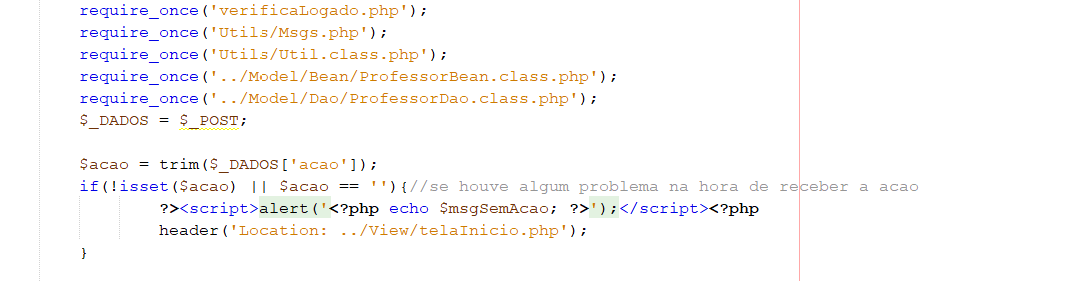 require_once('verificaLogado.php');
require_once('Utils/Msgs.php');
require_once('Utils/Util.class.php');
require_once('../Model/Bean/ProfessorBean.class.php');
require_once('../Model/Dao/ProfessorDao.class.php');
$_DADOS = $_POST;
$acao = trim($_DADOS['acao']);
if(!isset($acao) || $acao == ''){//se houve algum problema na hora de receber a acao
?><script>alert('<?php echo $msgSemAcao; ?>');</script><?php
header('Location: ../View/telaInicio.php');
}